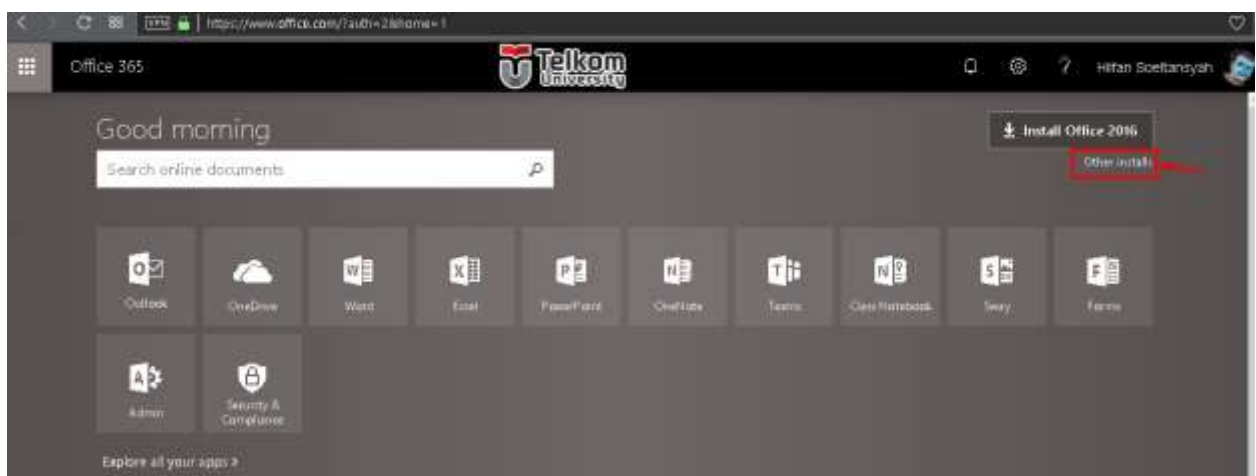 VPN https://www.office.com/?auth=2&home=1
Office 365
Telkom
University
? Hilfan Soeltansyah
Good morning
Install Office 2016
Search online documents
Other installs
Outlook OneDrive Word Excel PowerPoint OneNote Teams Class Notebook Sway Forms
Admin Security &
Compliance
Explore all your apps >